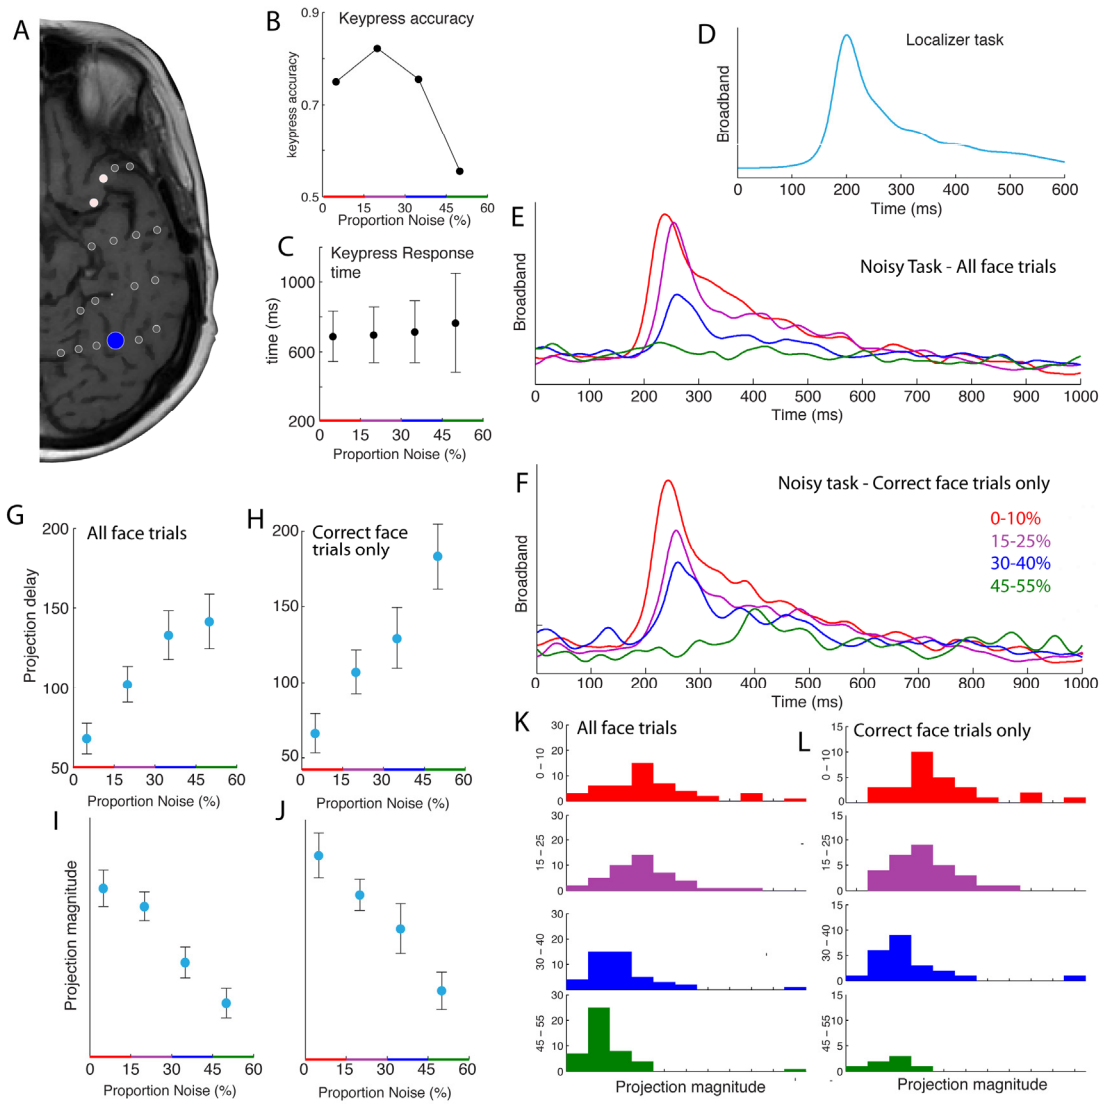 A
B
Keypress accuracy
keypress accuracy
0.9
0.7
0.5
0 15 30 45 60
Proportion Noise (%)
C
Keypress Response
time
time (ms)
1000
600
200
0 15 30 45 60
Proportion Noise (%)
D
Localizer task
Broadband
0 100 200 300 400 500 600
Time (ms)
E
Noisy Task - All face trials
Broadband
0 100 200 300 400 500 600 700 800 900 1000
Time (ms)
F
Noisy task - Correct face trials only
0-10%
15-25%
30-40%
45-55%
Broadband
0 100 200 300 400 500 600 700 800 900 1000
Time (ms)
G
All face trials
Projection delay
200
150
100
50
0 15 30 45 60
Proportion Noise (%)
H
Correct face
trials only
200
150
100
50
0 15 30 45 60
Proportion Noise (%)
I
Projection magnitude
0 15 30 45 60
Proportion Noise (%)
J
0 15 30 45 60
Proportion Noise (%)
K
All face trials
0 – 10
30
20
10
0
15 – 25
30
20
10
0
30 – 40
30
20
10
0
45 – 55
30
20
10
0
Projection magnitude
L
Correct face trials only
0 – 10
15
10
5
0
15 – 25
15
10
5
0
30 – 40
15
10
5
0
45 – 55
15
10
5
0
Projection magnitude